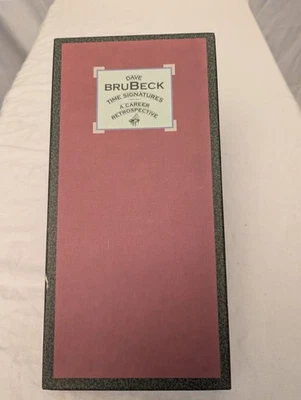 DAVE
BRUBECK
TIME SIGNATURES
A CAREER
RETROSPECTIVE